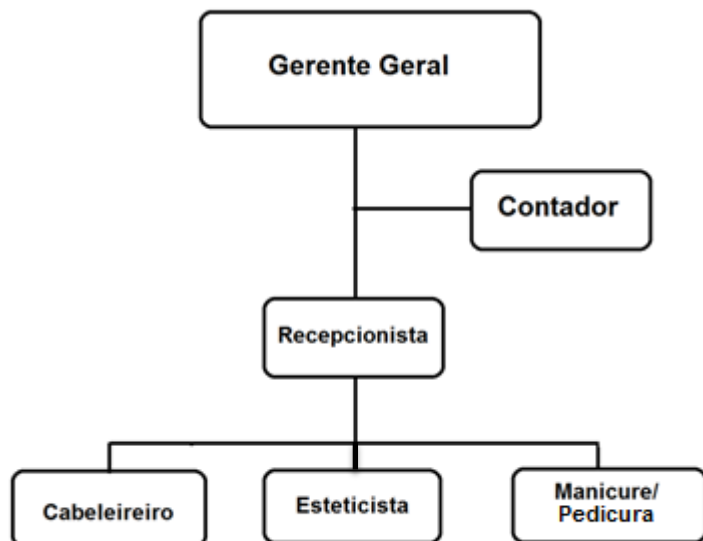 Gerente Geral
Contador
Recepcionista
Cabeleireiro
Esteticista
Manicure/
Pedicura